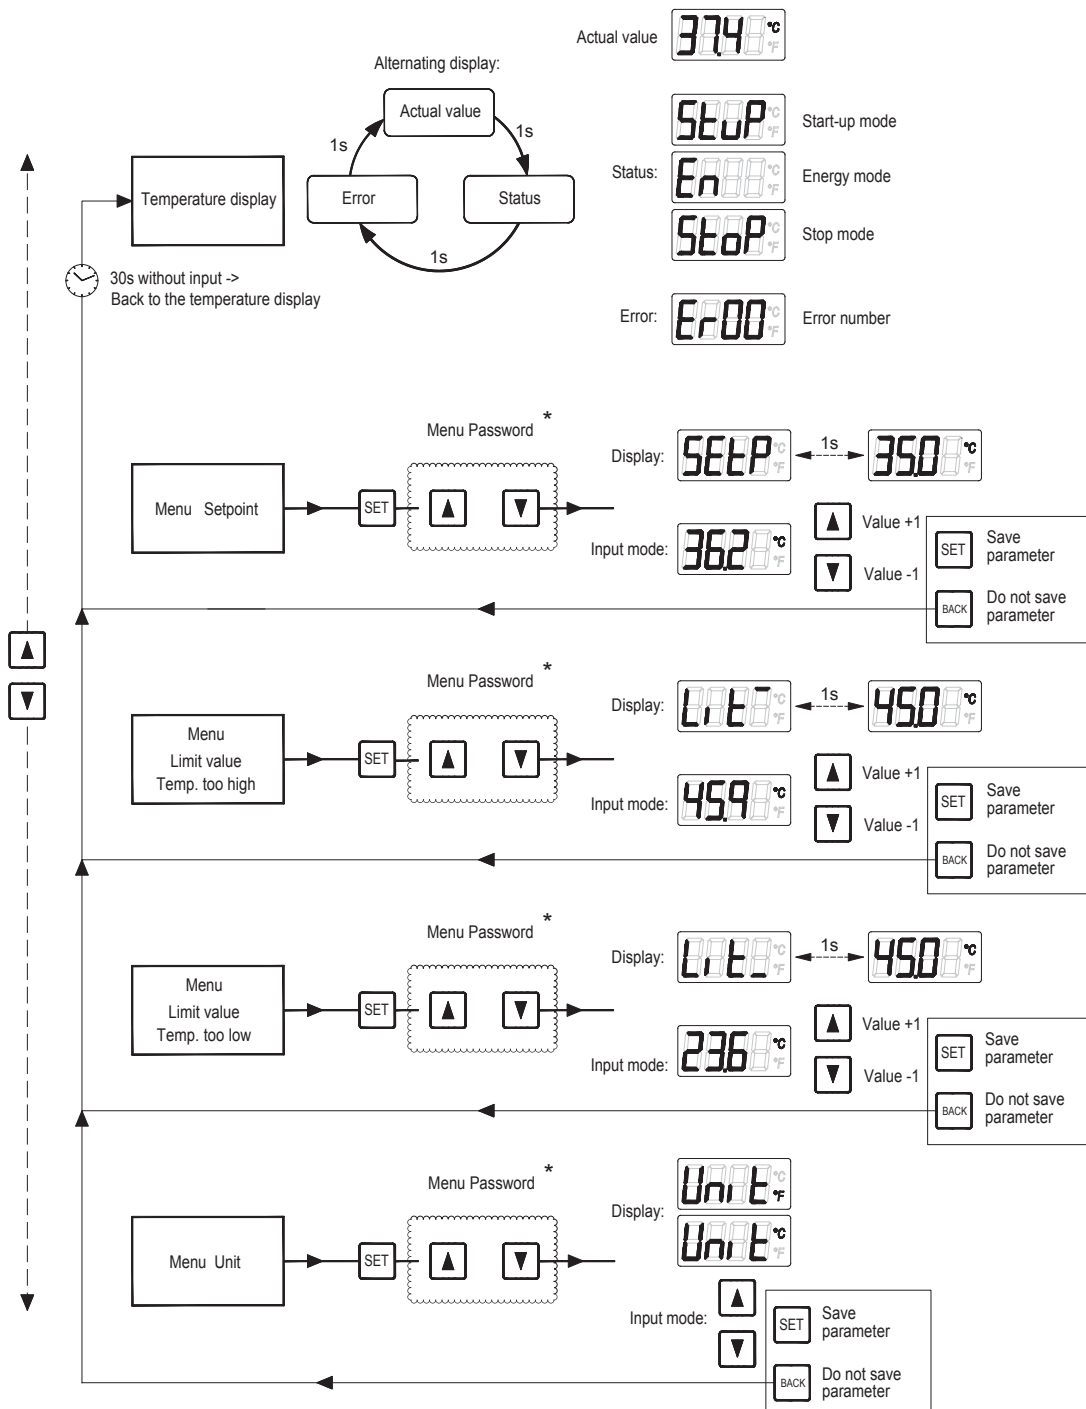 Actual value
37.4 °C
°F
Alternating display:
Actual value
1s
1s
Error
Status
1s
Temperature display
30s without input ->
Back to the temperature display
StuP °C
°F
Start-up mode
Status:
En °C
°F
Energy mode
StoP °C
°F
Stop mode
Error:
Er00 °C
°F
Error number
Menu Password *
Menu Setpoint
SET
Display:
SEtP °C
°F
1s
35.0 °C
°F
Input mode:
36.2 °C
°F
Value +1
Value -1
SET
Save
parameter
BACK
Do not save
parameter
Menu Password *
Menu
Limit value
Temp. too high
SET
Display:
Lit¯ °C
°F
1s
45.0 °C
°F
Input mode:
45.9 °C
°F
Value +1
Value -1
SET
Save
parameter
BACK
Do not save
parameter
Menu Password *
Menu
Limit value
Temp. too low
SET
Display:
Lit_ °C
°F
1s
45.0 °C
°F
Input mode:
23.6 °C
°F
Value +1
Value -1
SET
Save
parameter
BACK
Do not save
parameter
Menu Password *
Menu Unit
SET
Display:
Unit °C
°F
Unit °C
°F
Input mode:
SET
Save
parameter
BACK
Do not save
parameter